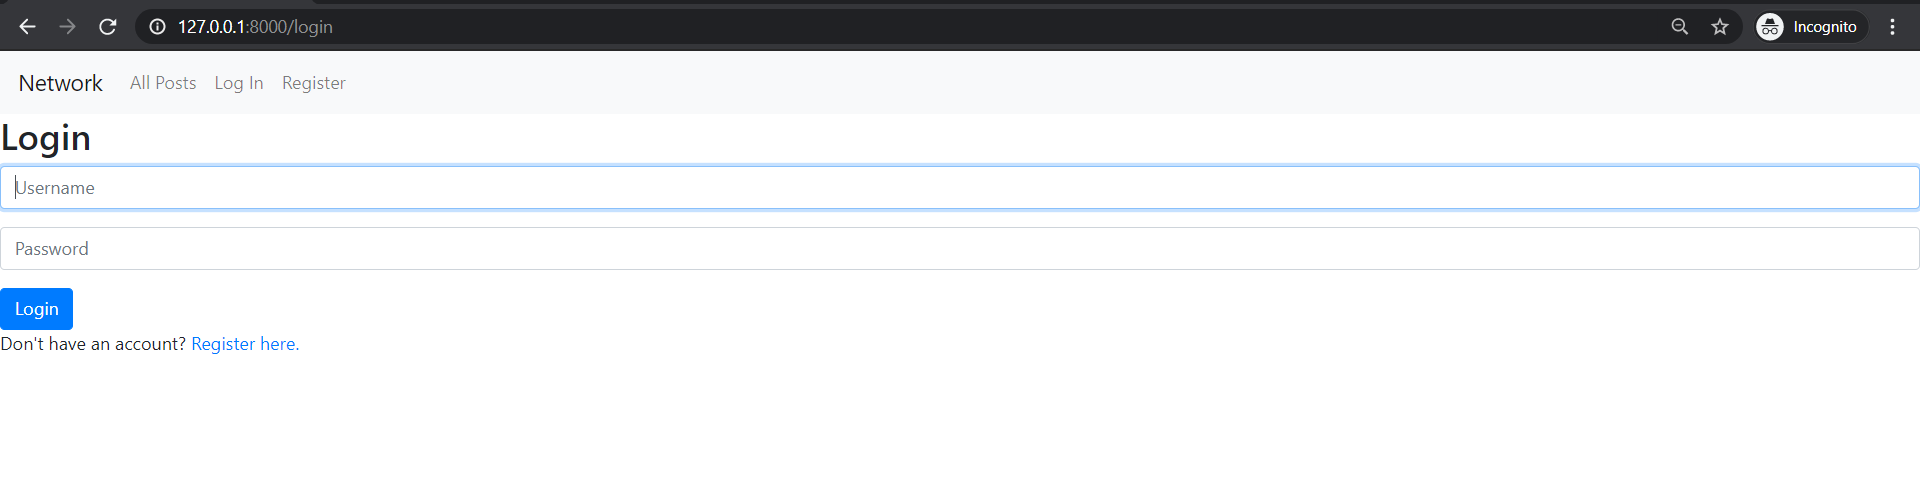 127.0.0.1:8000/login
Incognito
Network All Posts Log In Register
Login
Username
Password
Login
Don't have an account? Register here.